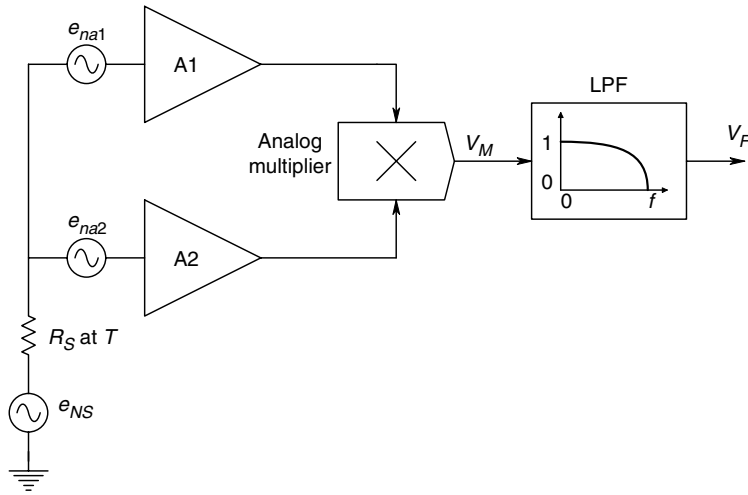 e_na1
A1
Analog
multiplier
V_M
LPF
1
0
0
f
V_F
e_na2
A2
R_S at T
e_NS